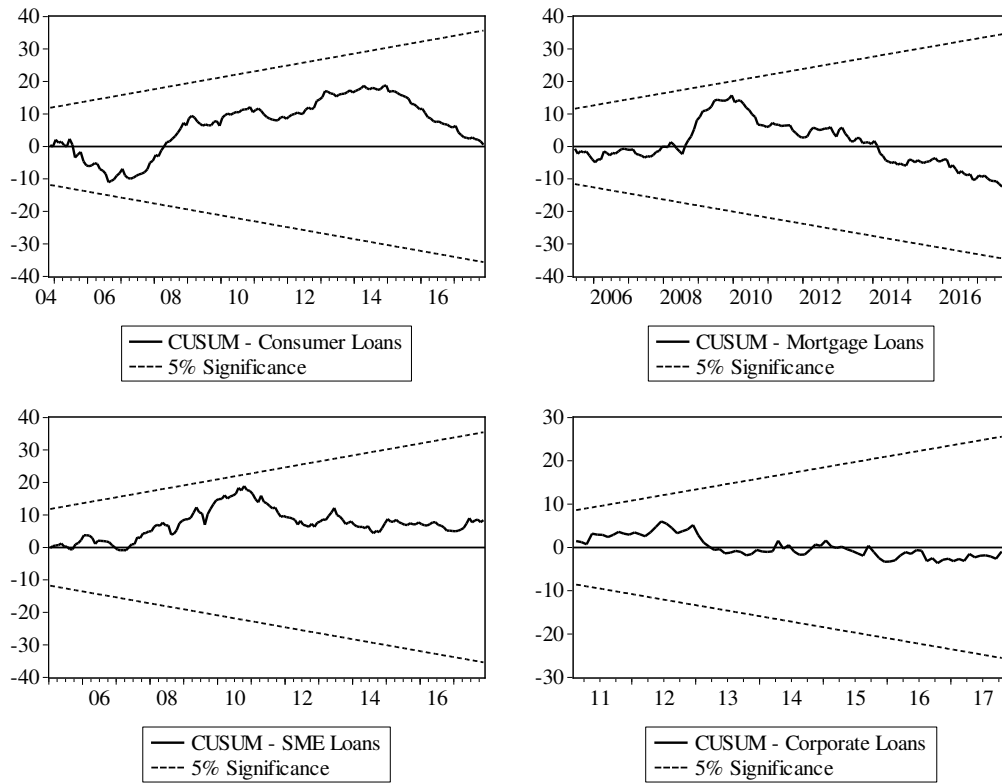 40
30
20
10
0
-10
-20
-30
-40
04 06 08 10 12 14 16
CUSUM - Consumer Loans
5% Significance
40
30
20
10
0
-10
-20
-30
-40
2006 2008 2010 2012 2014 2016
CUSUM - Mortgage Loans
5% Significance
40
30
20
10
0
-10
-20
-30
-40
06 08 10 12 14 16
CUSUM - SME Loans
5% Significance
30
20
10
0
-10
-20
-30
11 12 13 14 15 16 17
CUSUM - Corporate Loans
5% Significance